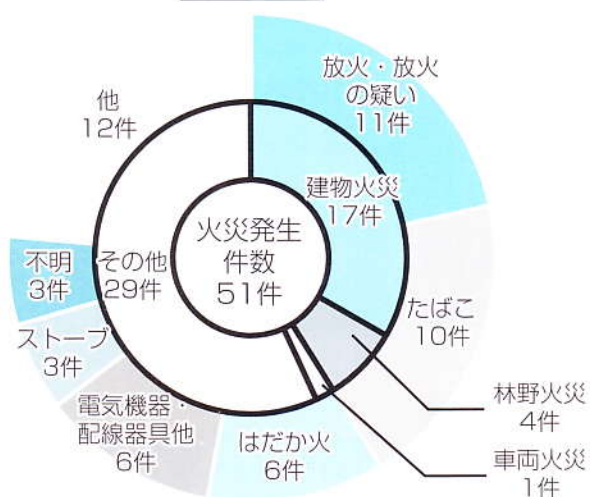 火災発生
件数
51件
建物火災
17件
林野火災
4件
車両火災
1件
その他
29件
放火・放火
の疑い
11件
たばこ
10件
はだか火
6件
電気機器・
配線器具他
6件
ストーブ
3件
不明
3件
他
12件